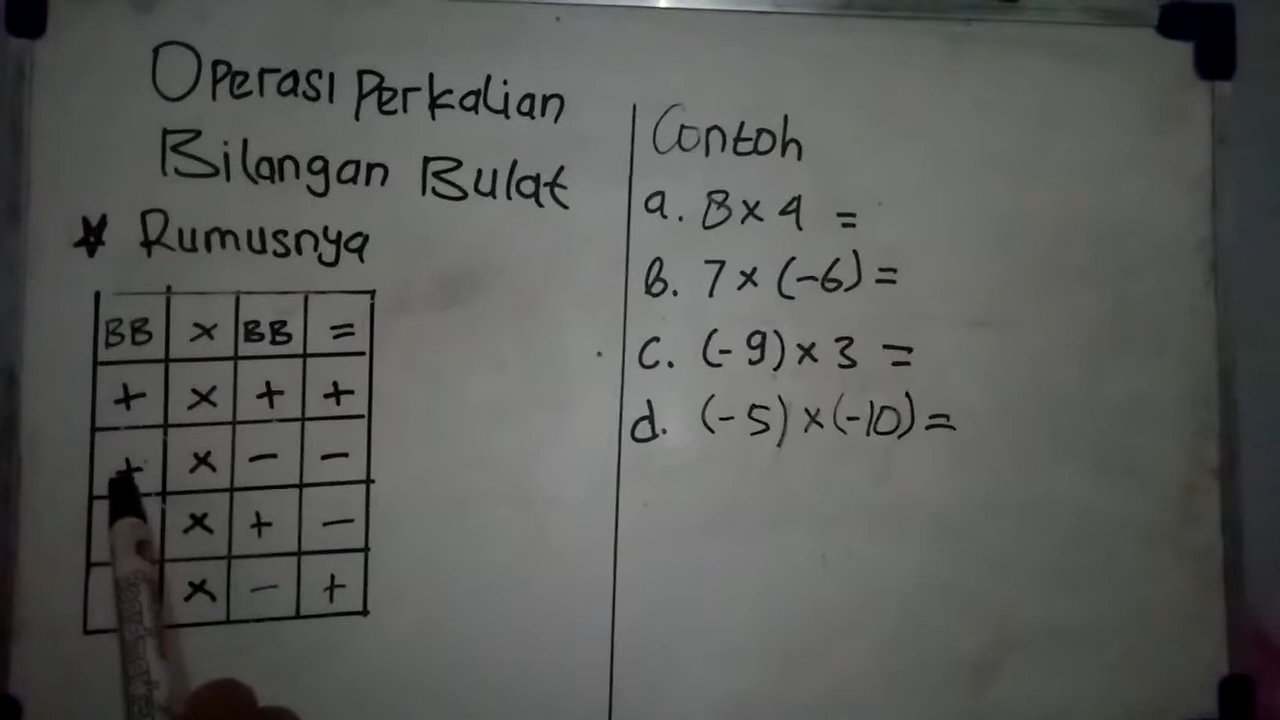 Operasi Perkalian
Bilangan Bulat
* Rumusnya
BB × BB =
+ × + +
+ × - -
× + -
× - +
Contoh
a. 8 × 4 =
b. 7 × (-6) =
c. (-9) × 3 =
d. (-5) × (-10) =